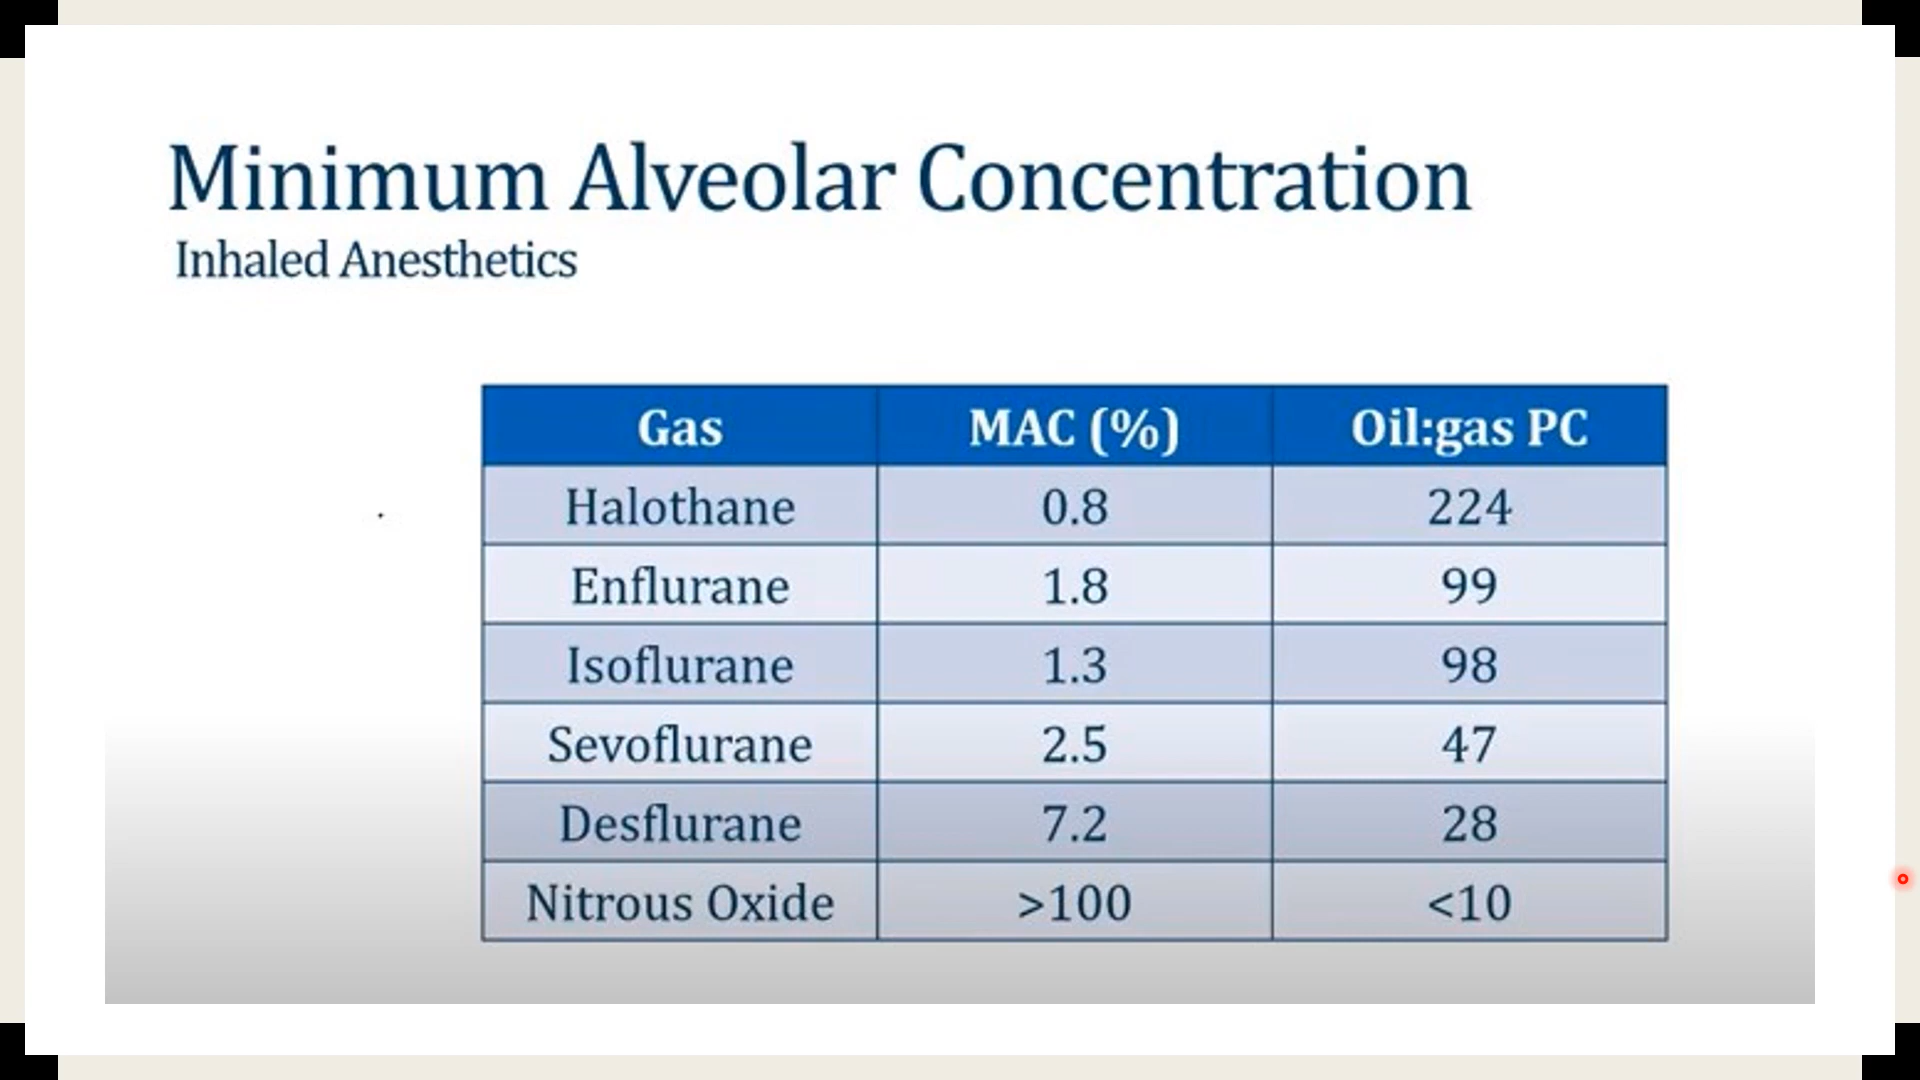 Minimum Alveolar Concentration
Inhaled Anesthetics
Gas MAC (%) Oil:gas PC
Halothane 0.8 224
Enflurane 1.8 99
Isoflurane 1.3 98
Sevoflurane 2.5 47
Desflurane 7.2 28
Nitrous Oxide >100 <10